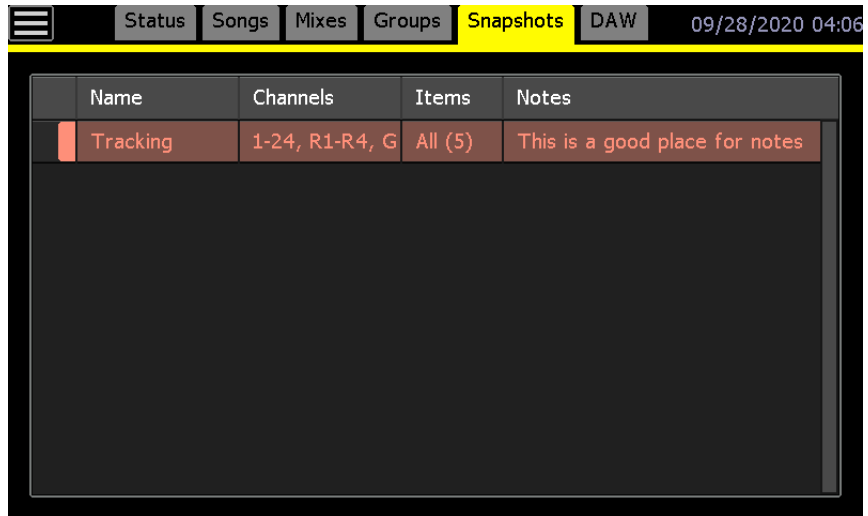 Status Songs Mixes Groups Snapshots DAW 09/28/2020 04:06
Name Channels Items Notes
Tracking 1-24, R1-R4, G All (5) This is a good place for notes